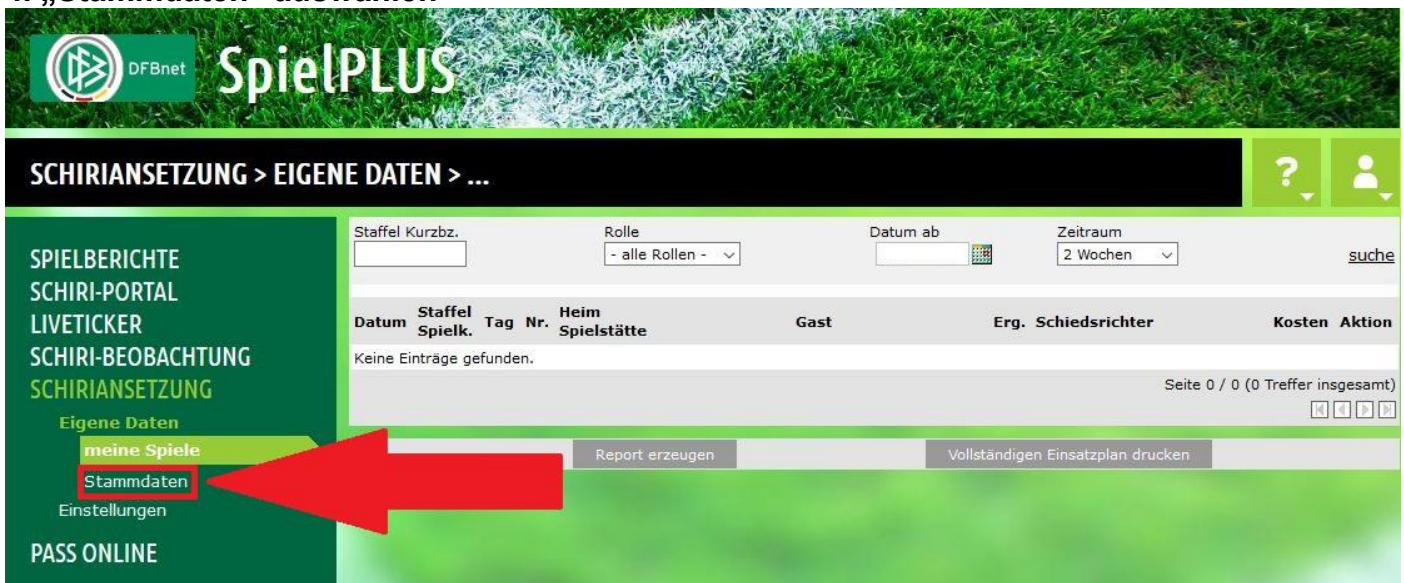 4. „Stammdaten“ auswählen
DFBnet SpielPLUS
SCHIRIANSETZUNG > EIGENE DATEN > ...
?
SPIELBERICHTE
SCHIRI-PORTAL
LIVETICKER
SCHIRI-BEOBACHTUNG
SCHIRIANSETZUNG
Eigene Daten
meine Spiele
Stammdaten
Einstellungen
PASS ONLINE
Staffel Kurzbz. Rolle Datum ab Zeitraum
- alle Rollen - 2 Wochen suche
Datum Staffel Spielk. Tag Nr. Heim Spielstätte Gast Erg. Schiedsrichter Kosten Aktion
Keine Einträge gefunden.
Seite 0 / 0 (0 Treffer insgesamt)
Report erzeugen Vollständigen Einsatzplan drucken